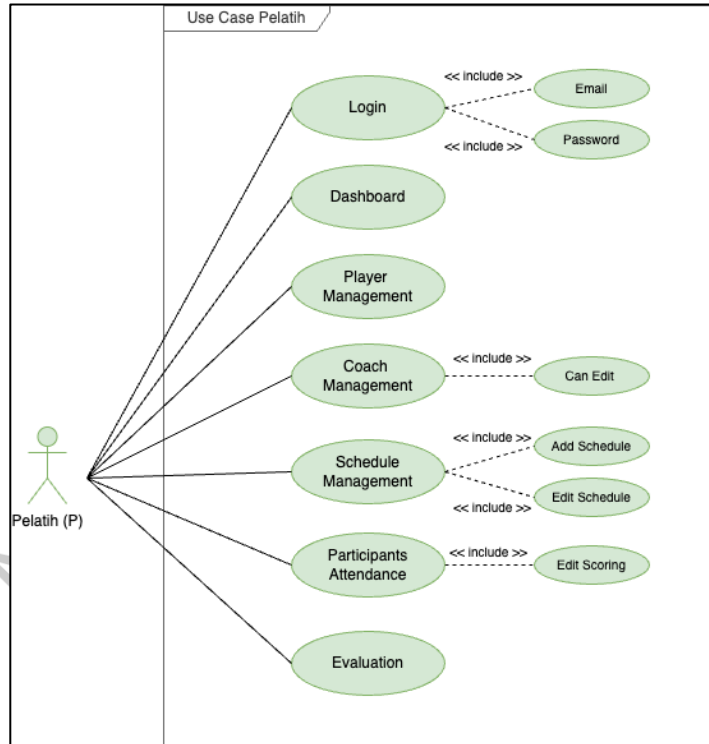 Use Case Pelatih
Login
<< include >>
Email
<< include >>
Password
Dashboard
Player
Management
Coach
Management
<< include >>
Can Edit
Schedule
Management
<< include >>
Add Schedule
<< include >>
Edit Schedule
Pelatih (P)
Participants
Attendance
<< include >>
Edit Scoring
Evaluation